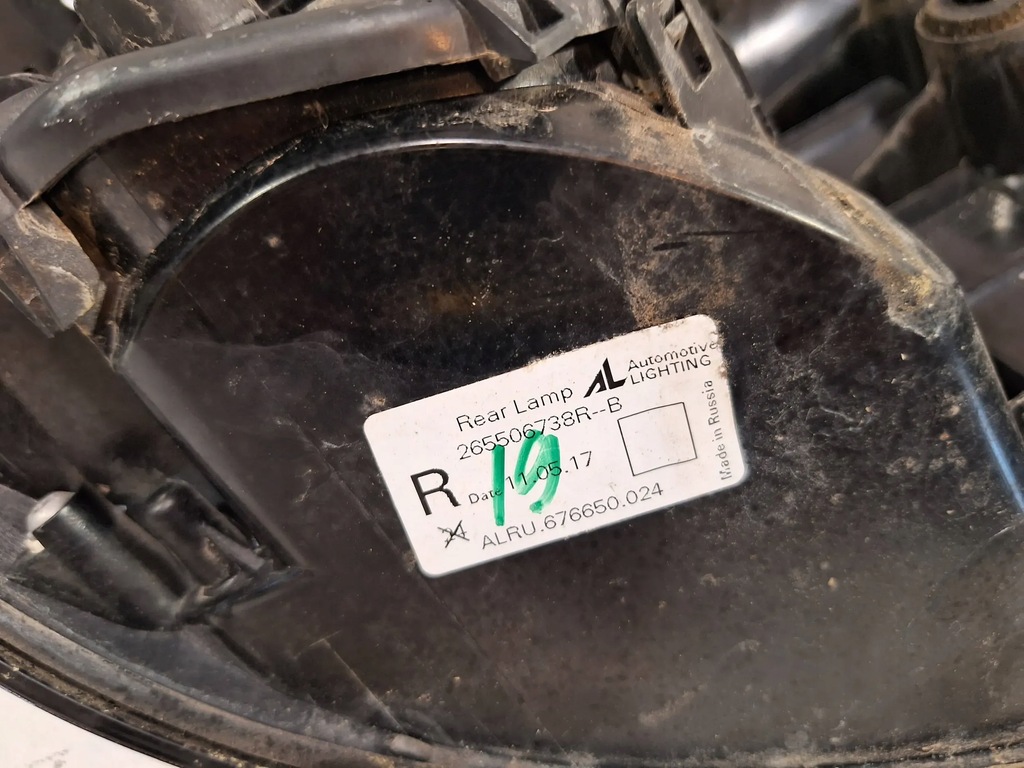 Rear Lamp AL Automotive LIGHTING
265506738R--B
R Date 11.05.17
19
ALRU.676650.024
Made in Russia